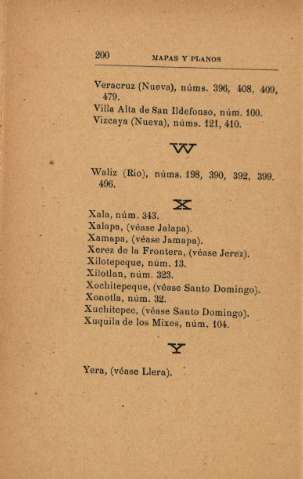 200 MAPAS Y PLANOS
Veracruz (Nueva), núms. 396, 408, 409,
479.
Villa Alta de San Ildefonso, núm. 100.
Vizcaya (Nueva), núms. 121, 410.
W
Waliz (Rio), núms. 198, 390, 392, 399,
496.
X
Xala, núm. 343.
Xalapa, (véase Jalapa).
Xamapa, (véase Jamapa).
Xerez de la Frontera, (véase Jerez).
Xilotepeque, núm. 13.
Xilotlan, núm. 323.
Xochitepeque, (véase Santo Domingo).
Xonotla, núm. 32.
Xuchitepec, (véase Santo Domingo).
Xuquila de los Mixes, núm. 104.
Y
Yera, (véase Llera).